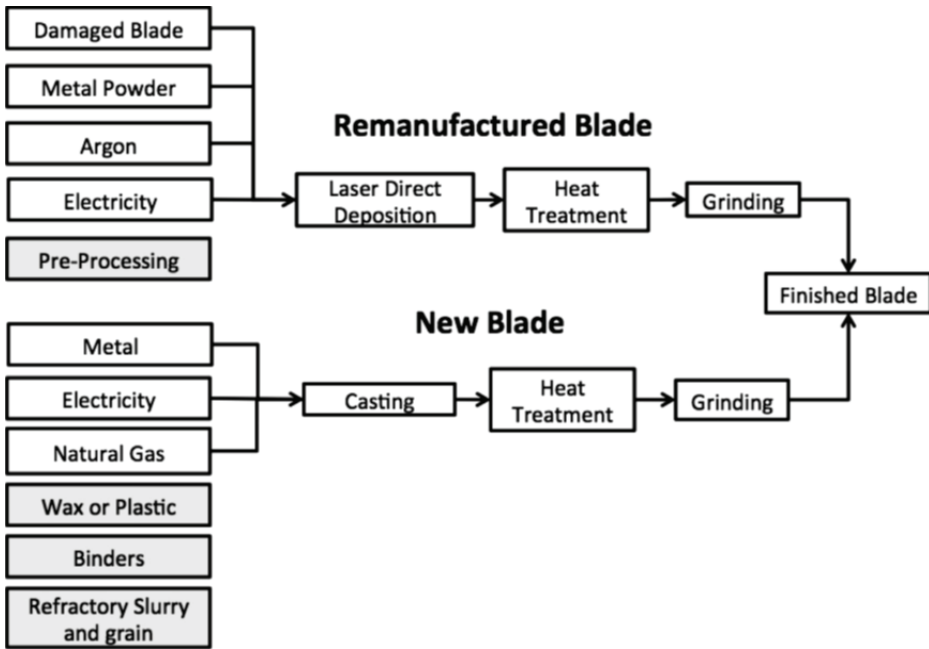 Damaged Blade
Metal Powder
Argon
Electricity
Pre-Processing
Remanufactured Blade
Laser Direct
Deposition
Heat
Treatment
Grinding
Finished Blade
New Blade
Metal
Electricity
Natural Gas
Wax or Plastic
Binders
Refractory Slurry
and grain
Casting
Heat
Treatment
Grinding